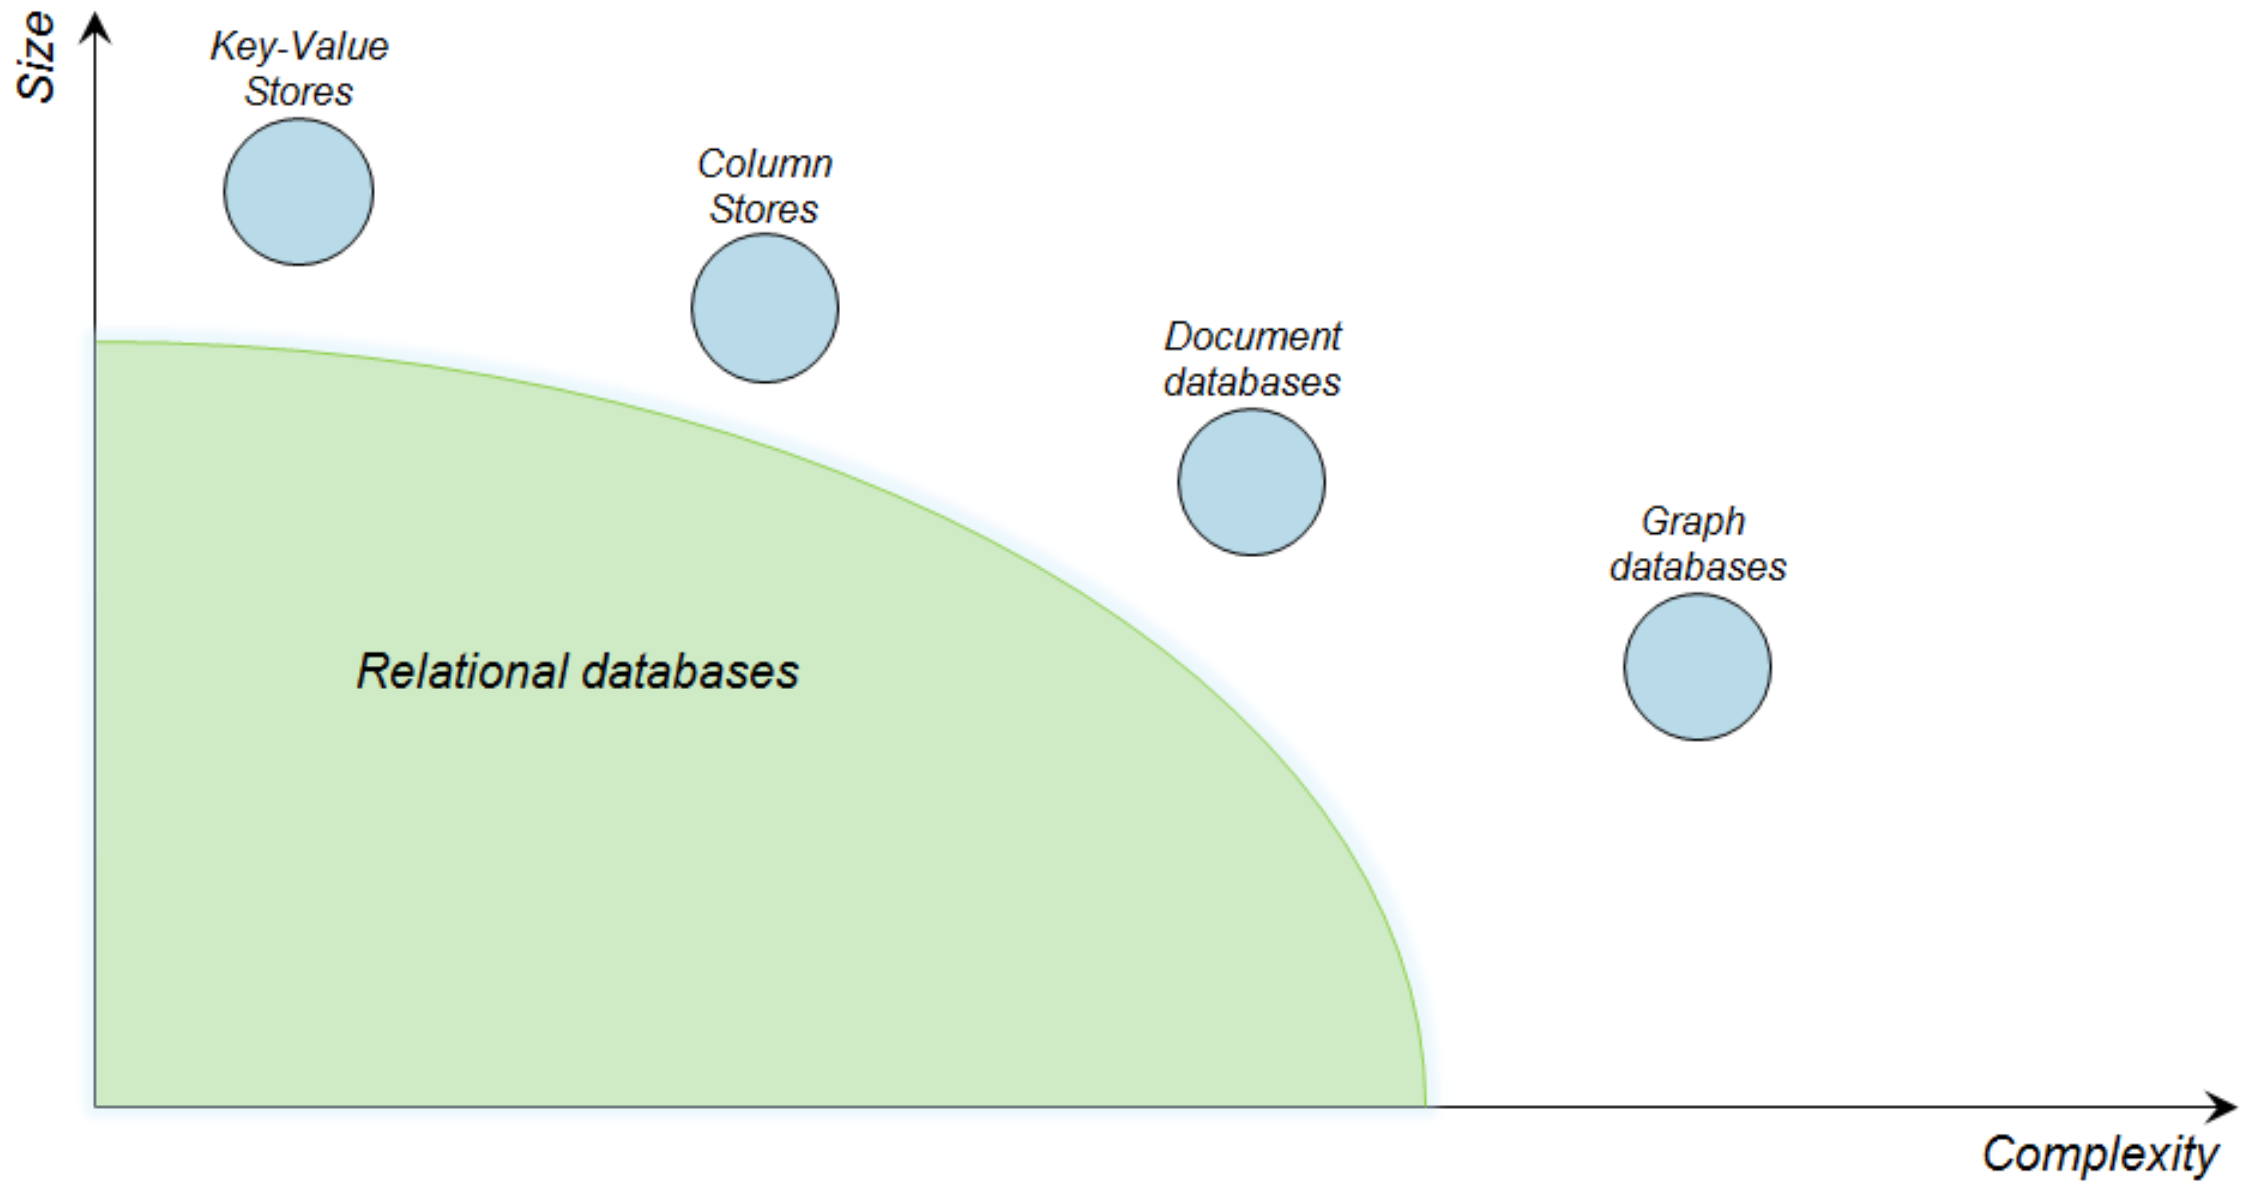 Size
Key-Value
Stores
Column
Stores
Document
databases
Graph
databases
Relational databases
Complexity